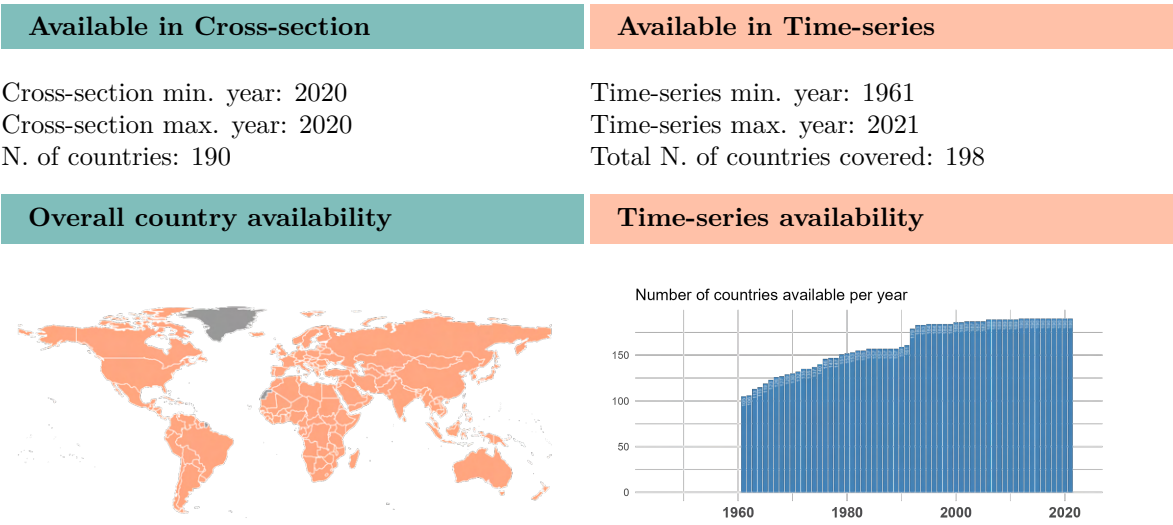 Available in Cross-section
Cross-section min. year: 2020
Cross-section max. year: 2020
N. of countries: 190
Available in Time-series
Time-series min. year: 1961
Time-series max. year: 2021
Total N. of countries covered: 198
Overall country availability
Time-series availability
Number of countries available per year
150
100
50
0
1960 1980 2000 2020